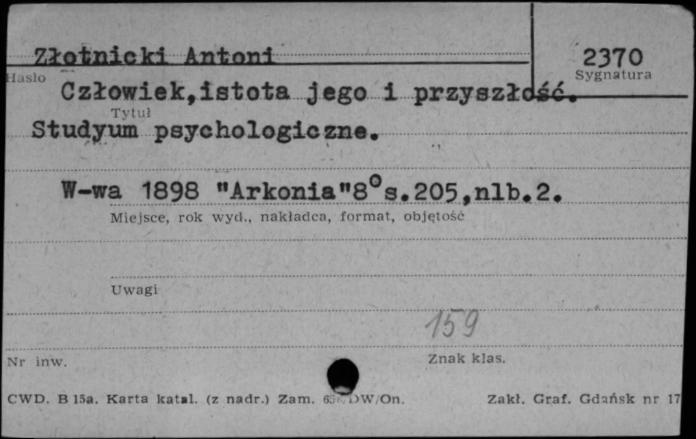 Złotnicki Antoni
2370
Hasło
Sygnatura
Człowiek,istota jego i przyszłość.
Tytuł
Studyum psychologiczne.
W-wa 1898 "Arkonia"8°s.205,nlb.2.
Miejsce, rok wyd., nakładca, format, objętość
Uwagi
159
Nr inw.
Znak klas.
CWD. B 15a. Karta katal. (z nadr.) Zam. DW/On.
Zakł. Graf. Gdańsk nr 17